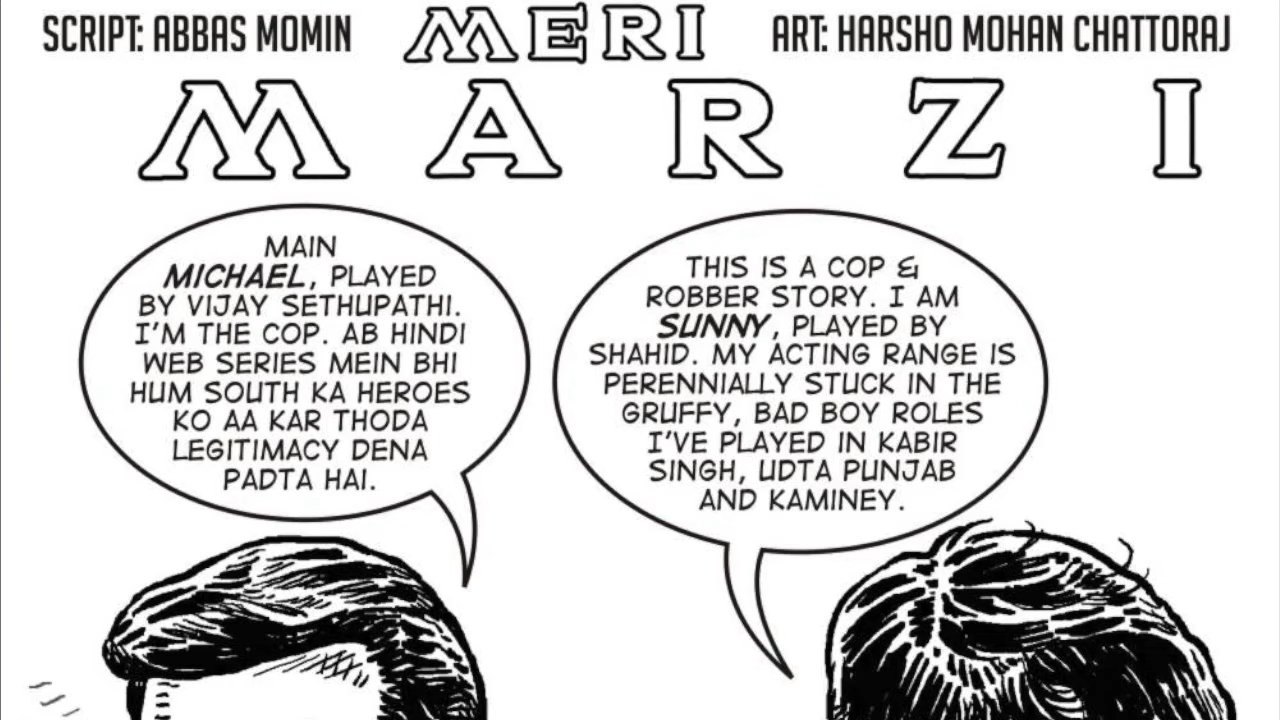 SCRIPT: ABBAS MOMIN
MERI
ART: HARSHO MOHAN CHATTORAJ
MARZI
MAIN
MICHAEL, PLAYED
BY VIJAY SETHUPATHI.
I'M THE COP. AB HINDI
WEB SERIES MEIN BHI
HUM SOUTH KA HEROES
KO AA KAR THODA
LEGITIMACY DENA
PADTA HAI.
THIS IS A COP &
ROBBER STORY. I AM
SUNNY, PLAYED BY
SHAHID. MY ACTING RANGE IS
PERENNIALLY STUCK IN THE
GRUFFY, BAD BOY ROLES
I'VE PLAYED IN KABIR
SINGH, UDTA PUNJAB
AND KAMINEY.